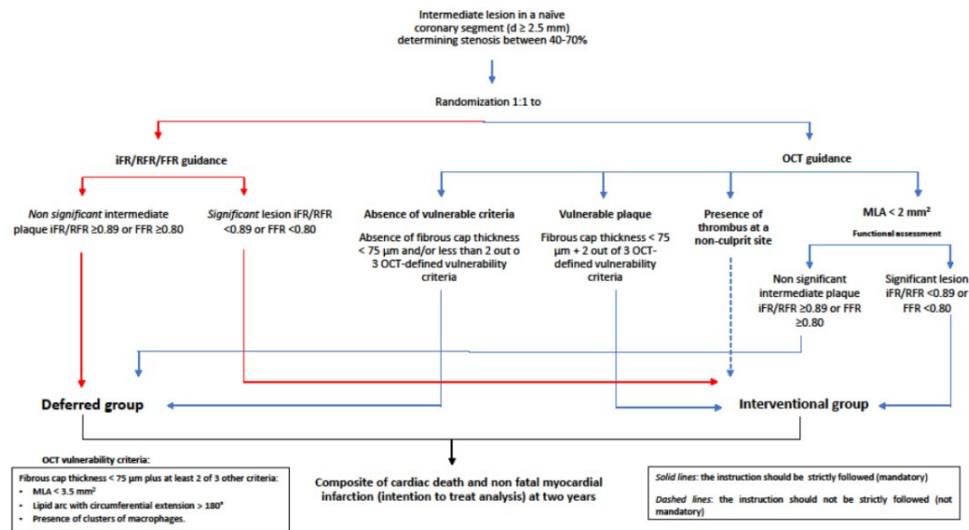 Intermediate lesion in a naïve
coronary segment (d ≥ 2.5 mm)
determining stenosis between 40-70%
Randomization 1:1 to
iFR/RFR/FFR guidance
OCT guidance
Non significant intermediate
plaque iFR/RFR ≥0.89 or FFR ≥0.80
Significant lesion iFR/RFR
<0.89 or FFR <0.80
Absence of vulnerable criteria
Absence of fibrous cap thickness
< 75 µm and/or less than 2 out o
3 OCT-defined vulnerability
criteria
Vulnerable plaque
Fibrous cap thickness < 75
µm + 2 out of 3 OCT-
defined vulnerability
criteria
Presence of
thrombus at a
non-culprit site
MLA < 2 mm²
Functional assessment
Non significant
intermediate plaque
iFR/RFR ≥0.89 or FFR
≥0.80
Significant lesion
iFR/RFR <0.89 or
FFR <0.80
Deferred group
Interventional group
OCT vulnerability criteria:
Fibrous cap thickness < 75 µm plus at least 2 of 3 other criteria:
• MLA < 3.5 mm²
• Lipid arc with circumferential extension > 180°
• Presence of clusters of macrophages.
Composite of cardiac death and non fatal myocardial
infarction (intention to treat analysis) at two years
Solid lines: the instruction should be strictly followed (mandatory)
Dashed lines: the instruction should not be strictly followed (not
mandatory)